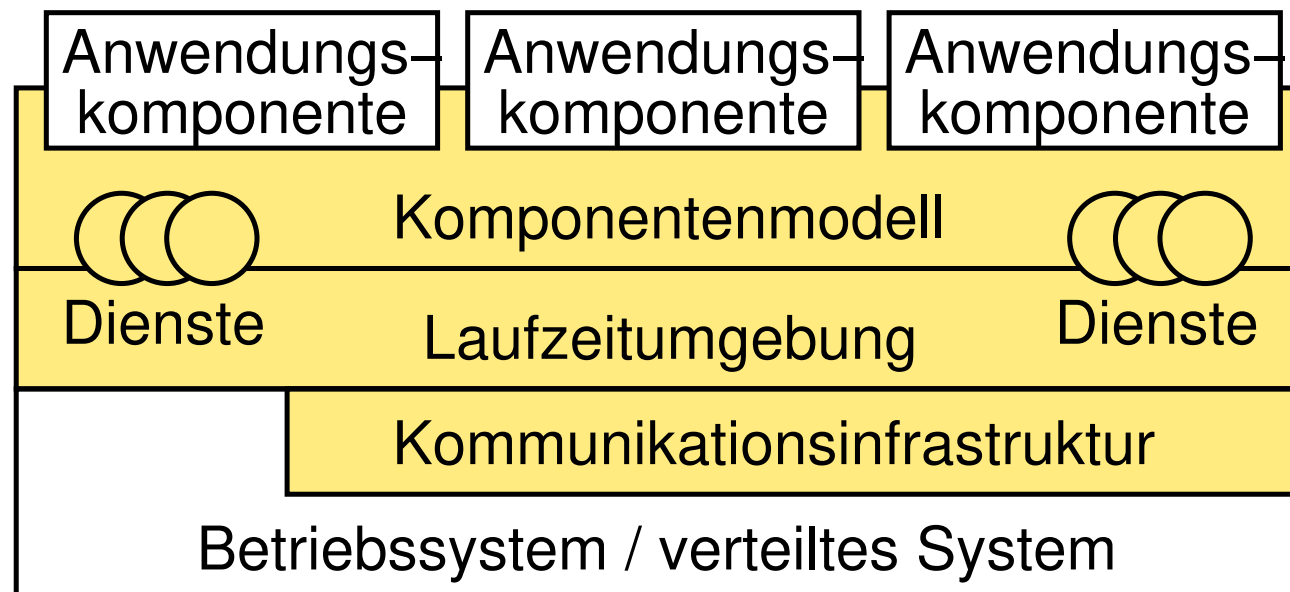 Anwendungs–
komponente
Anwendungs–
komponente
Anwendungs–
komponente
Komponentenmodell
Dienste
Laufzeitumgebung
Dienste
Kommunikationsinfrastruktur
Betriebssystem / verteiltes System